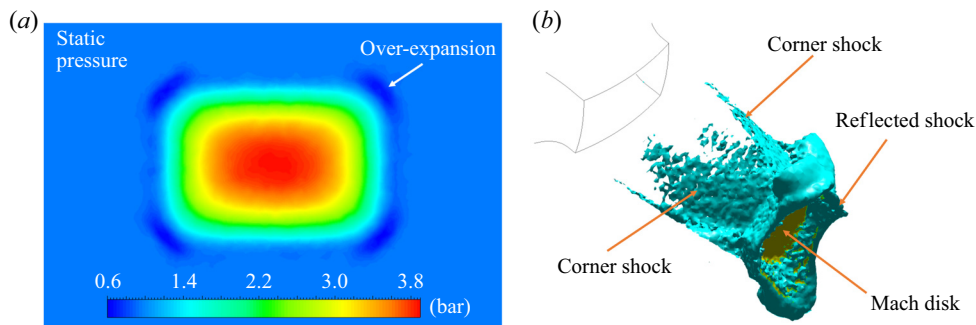 (a)
Static
pressure
Over-expansion
0.6 1.4 2.2 3.0 3.8
(bar)
(b)
Corner shock
Reflected shock
Corner shock
Mach disk